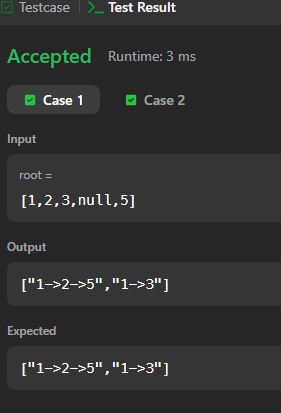 Testcase
Test Result
Accepted Runtime: 3 ms
Case 1 Case 2
Input
root =
[1,2,3,null,5]
Output
["1->2->5","1->3"]
Expected
["1->2->5","1->3"]